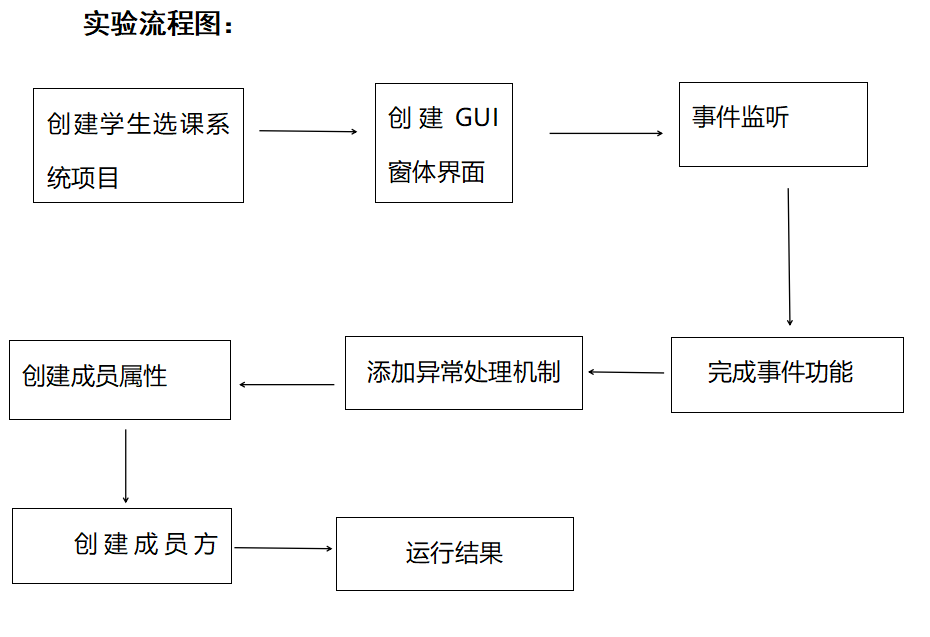 实验流程图：
创建学生选课系
统项目
创建 GUI
窗体界面
事件监听
完成事件功能
添加异常处理机制
创建成员属性
创建成员方
运行结果